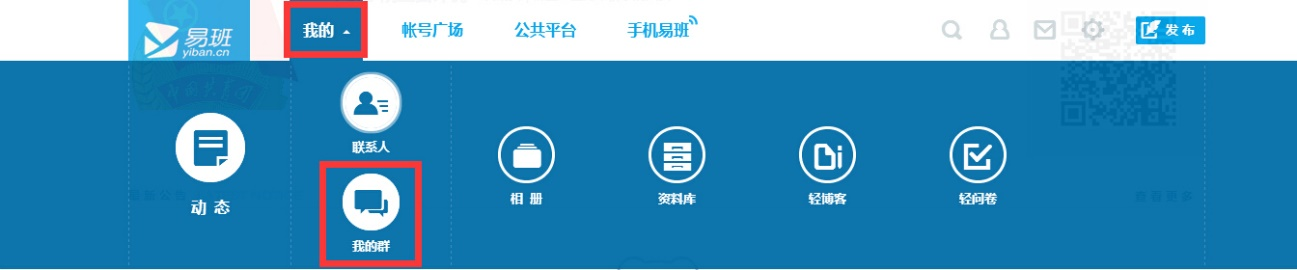 易班
yiban.cn
我的
帐号广场
公共平台
手机易班
发布
动态
联系人
我的群
相册
资料库
轻博客
轻问卷